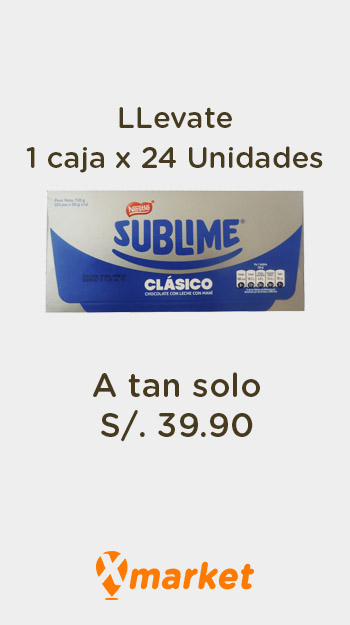 LLevate
1 caja x 24 Unidades
Nestlé
SUBLIME®
CLÁSICO
CHOCOLATE CON LECHE CON MANÍ
A tan solo
S/. 39.90
Xmarket